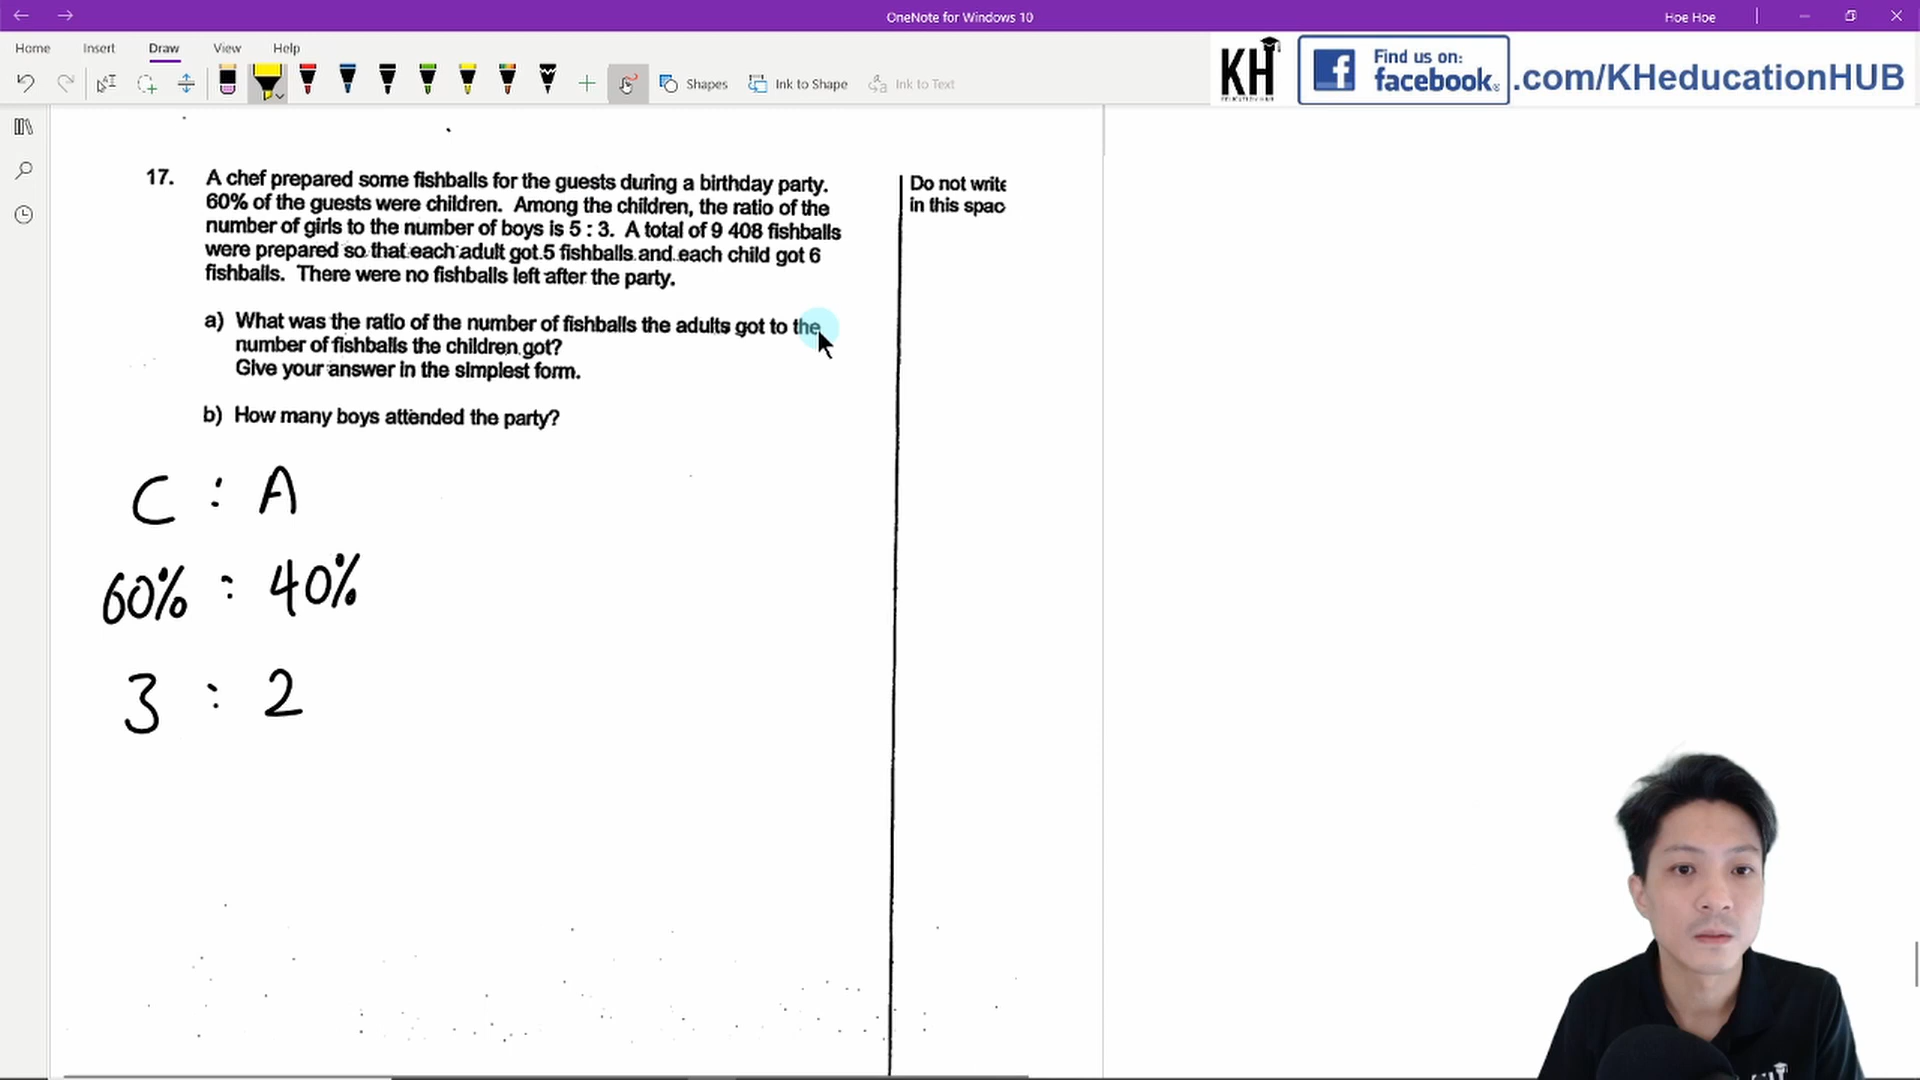 OneNote for Windows 10
Hoe Hoe
Home Insert Draw View Help
Shapes
Ink to Shape
Ink to Text
KH
Find us on:
facebook .com/KHeducationHUB
17. A chef prepared some fishballs for the guests during a birthday party.
60% of the guests were children. Among the children, the ratio of the
number of girls to the number of boys is 5 : 3. A total of 9 408 fishballs
were prepared so that each adult got 5 fishballs and each child got 6
fishballs. There were no fishballs left after the party.
a) What was the ratio of the number of fishballs the adults got to the
number of fishballs the children got?
Give your answer in the simplest form.
b) How many boys attended the party?
Do not write
in this spac
C : A
60% : 40%
3 : 2